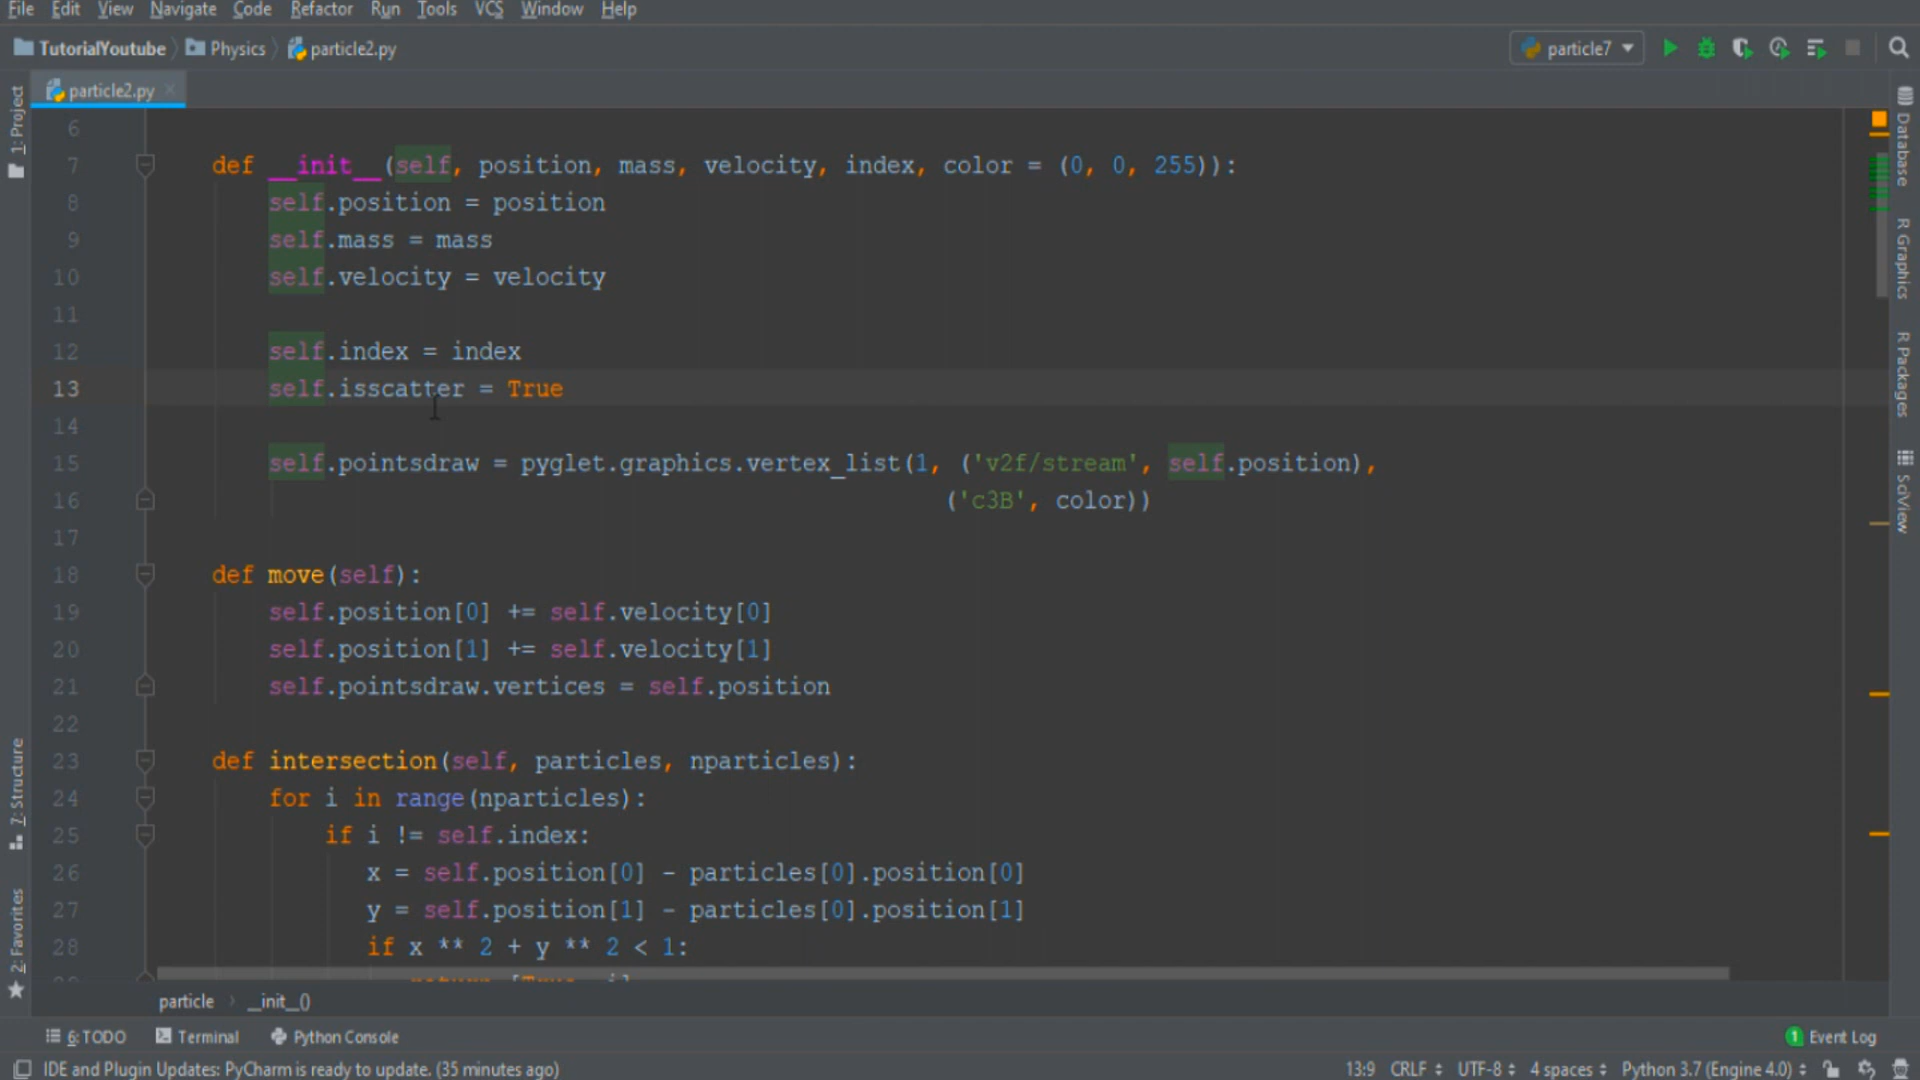 File Edit View Navigate Code Refactor Run Tools VCS Window Help
TutorialYoutube Physics particle2.py particle7
particle2.py
1: Project
7: Structure
2: Favorites
6
7 def __init__(self, position, mass, velocity, index, color = (0, 0, 255)):
8 self.position = position
9 self.mass = mass
10 self.velocity = velocity
11
12 self.index = index
13 self.isscatter = True
14
15 self.pointsdraw = pyglet.graphics.vertex_list(1, ('v2f/stream', self.position),
16 ('c3B', color))
17
18 def move(self):
19 self.position[0] += self.velocity[0]
20 self.position[1] += self.velocity[1]
21 self.pointsdraw.vertices = self.position
22
23 def intersection(self, particles, nparticles):
24 for i in range(nparticles):
25 if i != self.index:
26 x = self.position[0] - particles[0].position[0]
27 y = self.position[1] - particles[0].position[1]
28 if x ** 2 + y ** 2 < 1:
Database
R Graphics
R Packages
SciView
particle __init__()
6: TODO Terminal Python Console 1 Event Log
IDE and Plugin Updates: PyCharm is ready to update. (35 minutes ago) 13:9 CRLF UTF-8 4 spaces Python 3.7 (Engine 4.0)